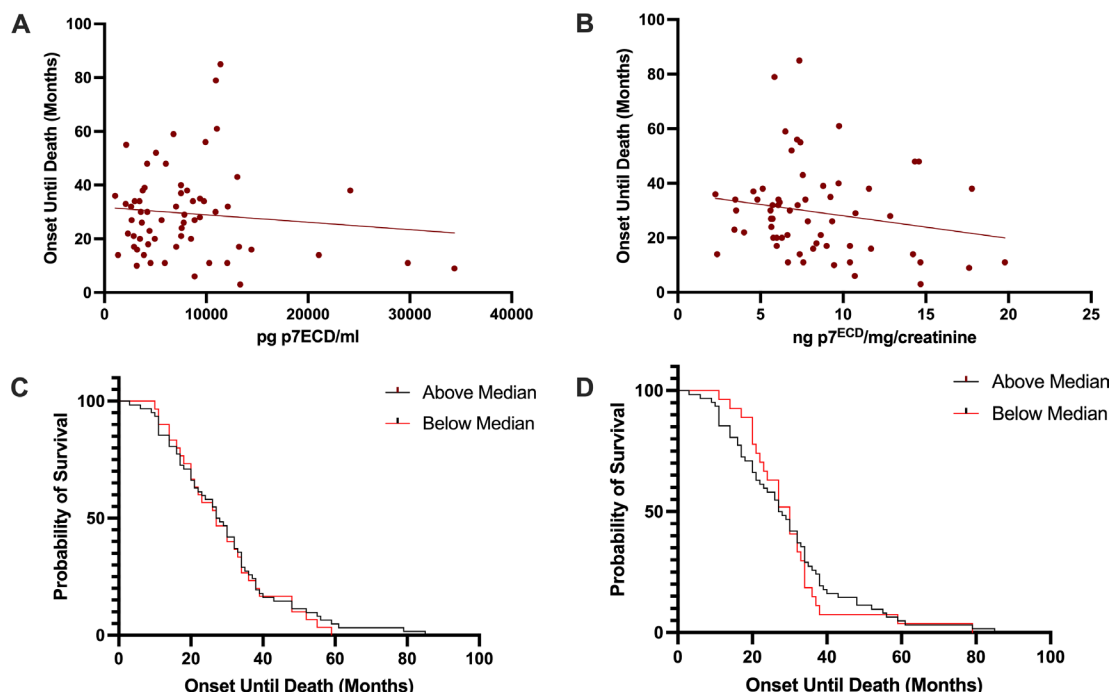 A
Onset Until Death (Months)
100
80
60
40
20
0
0
10000
20000
30000
40000
pg p7ECD/ml
B
Onset Until Death (Months)
100
80
60
40
20
0
0
5
10
15
20
25
ng p7ᴱᶜᴰ/mg/creatinine
C
Probability of Survival
100
50
0
0
20
40
60
80
100
Onset Until Death (Months)
Above Median
Below Median
D
Probability of Survival
100
50
0
0
20
40
60
80
100
Onset Until Death (Months)
Above Median
Below Median